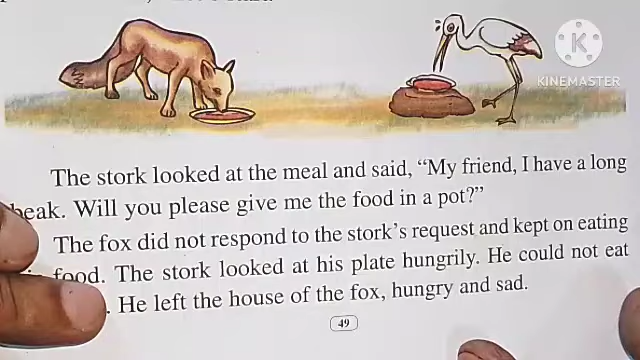 KINEMASTER
The stork looked at the meal and said, “My friend, I have a long
beak. Will you please give me the food in a pot?”
The fox did not respond to the stork’s request and kept on eating
food. The stork looked at his plate hungrily. He could not eat
. He left the house of the fox, hungry and sad.
49